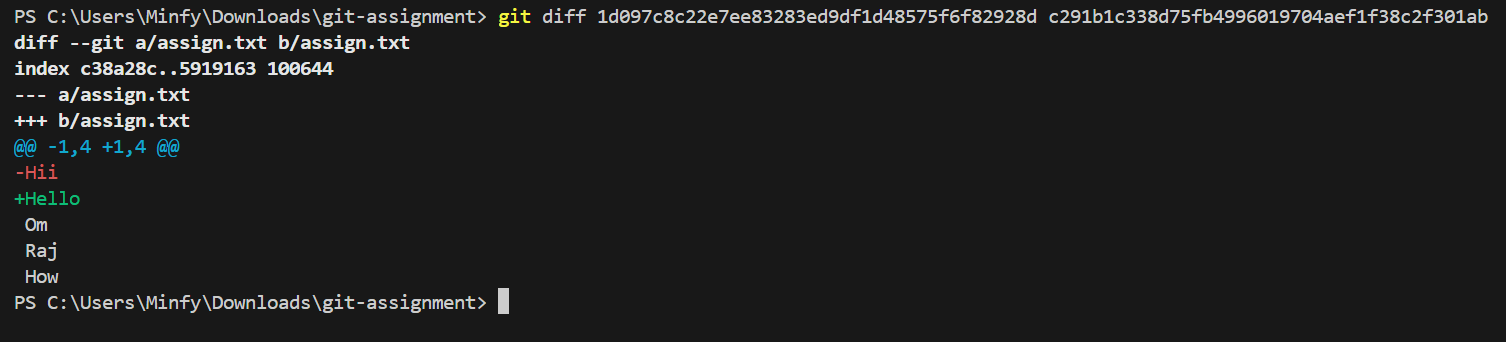 PS C:\Users\Minfy\Downloads\git-assignment> git diff 1d097c8c22e7ee83283ed9df1d48575f6f82928d c291b1c338d75fb4996019704aef1f38c2f301ab
diff --git a/assign.txt b/assign.txt
index c38a28c..5919163 100644
--- a/assign.txt
+++ b/assign.txt
@@ -1,4 +1,4 @@
-Hii
+Hello
 Om
 Raj
 How
PS C:\Users\Minfy\Downloads\git-assignment>